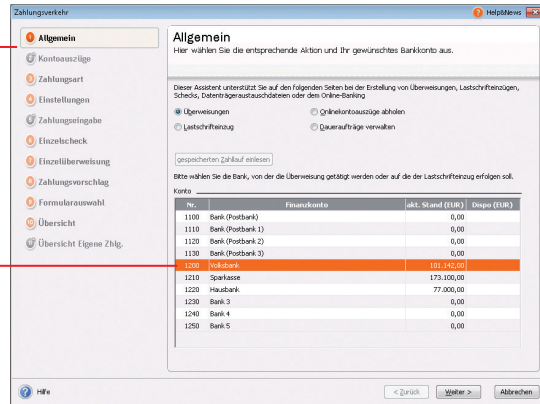 Zahlungsverkehr
Help&News
Allgemein
Kontoauszüge
Zahlungsart
Einstellungen
Zahlungseingabe
Einzelscheck
Einzelüberweisung
Zahlungsvorschlag
Formularauswahl
Übersicht
Übersicht Eigene Zhlg.
Allgemein
Hier wählen Sie die entsprechende Aktion und Ihr gewünschtes Bankkonto aus.
Dieser Assistent unterstützt Sie auf den folgenden Seiten bei der Erstellung von Überweisungen, Lastschrifteinzügen,
Schecks, Datenträgeraustauschdateien oder dem Online-Banking
Überweisungen
Onlinekontoauszüge abholen
Lastschrifteinzug
Daueraufträge verwalten
gespeicherten Zahllauf einlesen
Bitte wählen Sie die Bank, von der die Überweisung getätigt werden oder auf die der Lastschrifteinzug erfolgen soll.
Konto
Nr. Finanzkonto akt. Stand (EUR) Dispo (EUR)
1100 Bank (Postbank) 0,00
1110 Bank (Postbank 1) 0,00
1120 Bank (Postbank 2) 0,00
1130 Bank (Postbank 3) 0,00
1200 Volksbank 101.142,00
1210 Sparkasse 173.100,00
1220 Hausbank 77.000,00
1230 Bank 3 0,00
1240 Bank 4 0,00
1250 Bank 5 0,00
Hilfe
< Zurück
Weiter >
Abbrechen